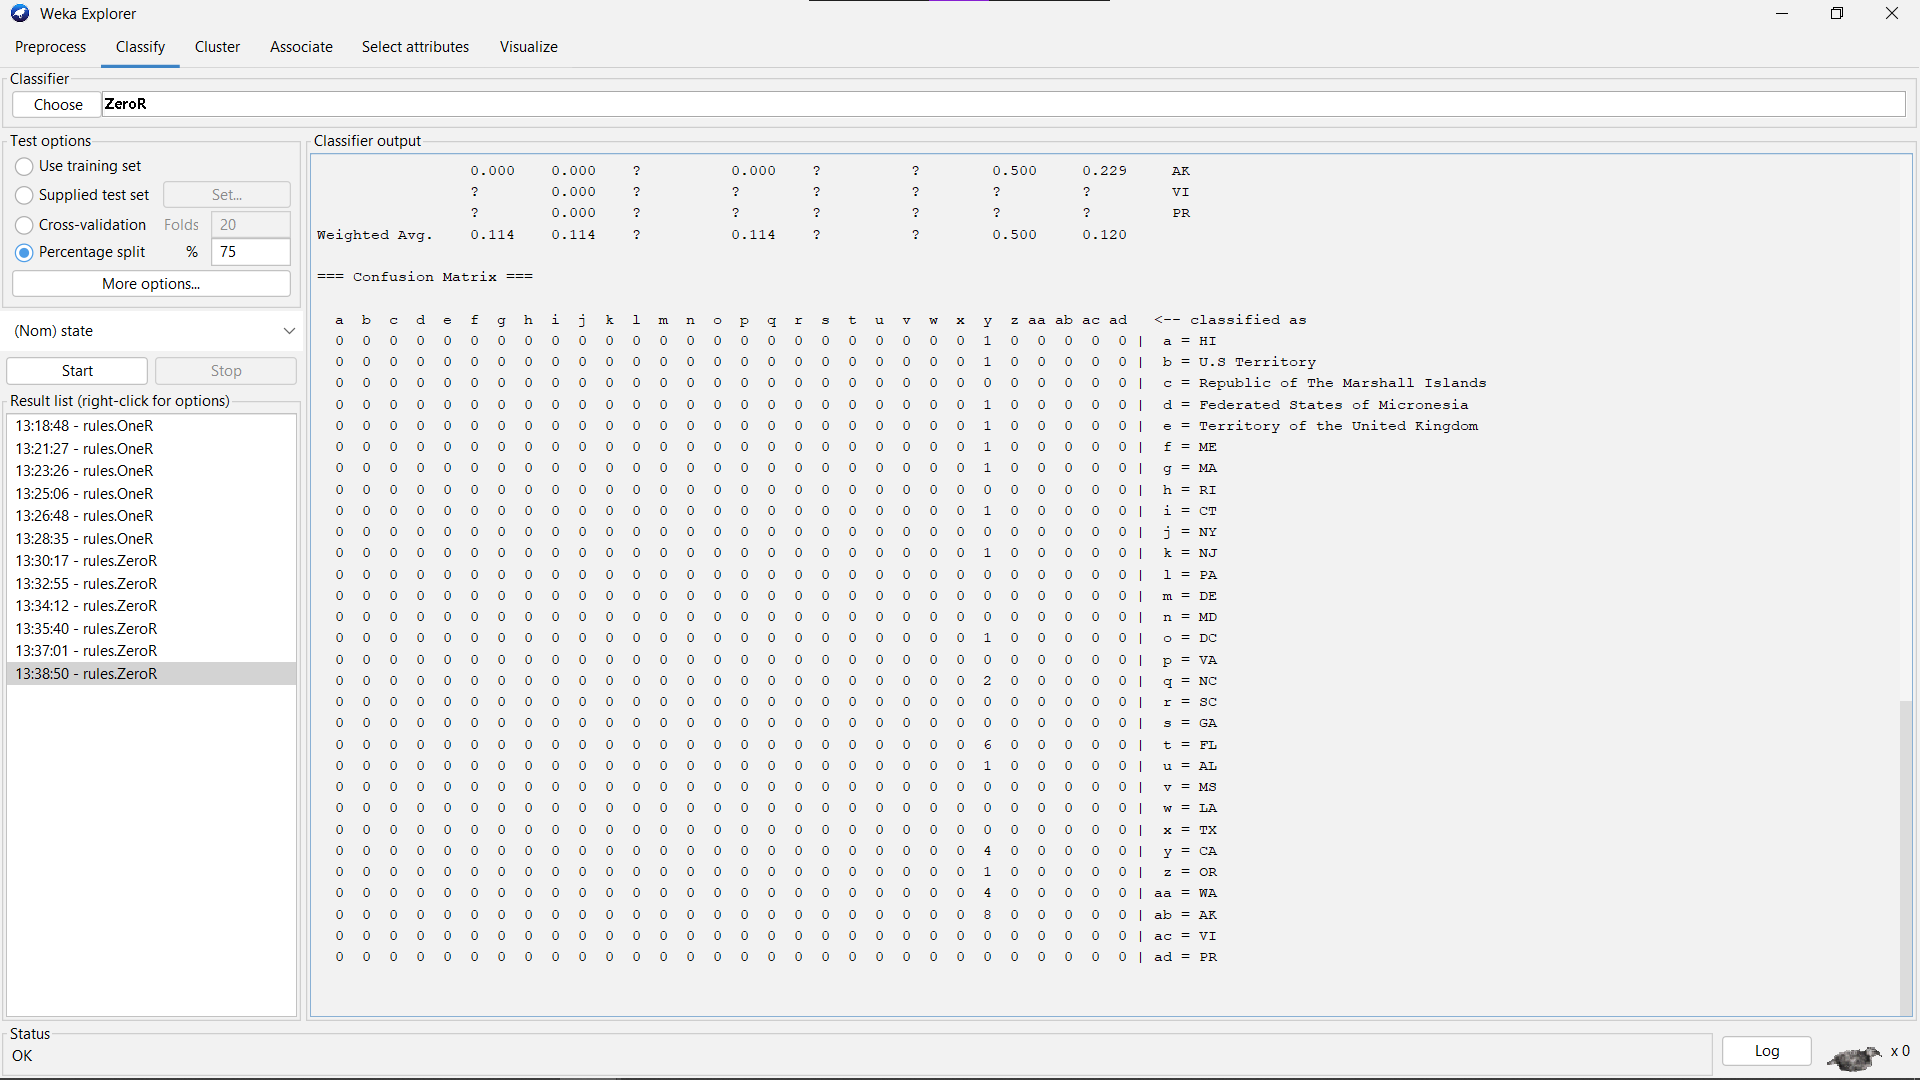 Weka Explorer
Preprocess Classify Cluster Associate Select attributes Visualize
Classifier
Choose ZeroR
Test options
Use training set
Supplied test set Set...
Cross-validation Folds 20
Percentage split % 75
More options...
(Nom) state
Start Stop
Result list (right-click for options)
13:18:48 - rules.OneR
13:21:27 - rules.OneR
13:23:26 - rules.OneR
13:25:06 - rules.OneR
13:26:48 - rules.OneR
13:28:35 - rules.OneR
13:30:17 - rules.ZeroR
13:32:55 - rules.ZeroR
13:34:12 - rules.ZeroR
13:35:40 - rules.ZeroR
13:37:01 - rules.ZeroR
13:38:50 - rules.ZeroR
Classifier output
0.000 0.000 ? 0.000 ? ? 0.500 0.229 AK
? 0.000 ? ? ? ? ? ? VI
? 0.000 ? ? ? ? ? ? PR
Weighted Avg. 0.114 0.114 ? 0.114 ? ? 0.500 0.120
=== Confusion Matrix ===
a b c d e f g h i j k l m n o p q r s t u v w x y z aa ab ac ad <-- classified as
0 0 0 0 0 0 0 0 0 0 0 0 0 0 0 0 0 0 0 0 0 0 0 0 1 0 0 0 0 0 | a = HI
0 0 0 0 0 0 0 0 0 0 0 0 0 0 0 0 0 0 0 0 0 0 0 0 1 0 0 0 0 0 | b = U.S Territory
0 0 0 0 0 0 0 0 0 0 0 0 0 0 0 0 0 0 0 0 0 0 0 0 0 0 0 0 0 0 | c = Republic of The Marshall Islands
0 0 0 0 0 0 0 0 0 0 0 0 0 0 0 0 0 0 0 0 0 0 0 0 1 0 0 0 0 0 | d = Federated States of Micronesia
0 0 0 0 0 0 0 0 0 0 0 0 0 0 0 0 0 0 0 0 0 0 0 0 1 0 0 0 0 0 | e = Territory of the United Kingdom
0 0 0 0 0 0 0 0 0 0 0 0 0 0 0 0 0 0 0 0 0 0 0 0 1 0 0 0 0 0 | f = ME
0 0 0 0 0 0 0 0 0 0 0 0 0 0 0 0 0 0 0 0 0 0 0 0 1 0 0 0 0 0 | g = MA
0 0 0 0 0 0 0 0 0 0 0 0 0 0 0 0 0 0 0 0 0 0 0 0 0 0 0 0 0 0 | h = RI
0 0 0 0 0 0 0 0 0 0 0 0 0 0 0 0 0 0 0 0 0 0 0 0 1 0 0 0 0 0 | i = CT
0 0 0 0 0 0 0 0 0 0 0 0 0 0 0 0 0 0 0 0 0 0 0 0 0 0 0 0 0 0 | j = NY
0 0 0 0 0 0 0 0 0 0 0 0 0 0 0 0 0 0 0 0 0 0 0 0 1 0 0 0 0 0 | k = NJ
0 0 0 0 0 0 0 0 0 0 0 0 0 0 0 0 0 0 0 0 0 0 0 0 0 0 0 0 0 0 | l = PA
0 0 0 0 0 0 0 0 0 0 0 0 0 0 0 0 0 0 0 0 0 0 0 0 0 0 0 0 0 0 | m = DE
0 0 0 0 0 0 0 0 0 0 0 0 0 0 0 0 0 0 0 0 0 0 0 0 0 0 0 0 0 0 | n = MD
0 0 0 0 0 0 0 0 0 0 0 0 0 0 0 0 0 0 0 0 0 0 0 0 1 0 0 0 0 0 | o = DC
0 0 0 0 0 0 0 0 0 0 0 0 0 0 0 0 0 0 0 0 0 0 0 0 0 0 0 0 0 0 | p = VA
0 0 0 0 0 0 0 0 0 0 0 0 0 0 0 0 0 0 0 0 0 0 0 0 2 0 0 0 0 0 | q = NC
0 0 0 0 0 0 0 0 0 0 0 0 0 0 0 0 0 0 0 0 0 0 0 0 0 0 0 0 0 0 | r = SC
0 0 0 0 0 0 0 0 0 0 0 0 0 0 0 0 0 0 0 0 0 0 0 0 0 0 0 0 0 0 | s = GA
0 0 0 0 0 0 0 0 0 0 0 0 0 0 0 0 0 0 0 0 0 0 0 0 6 0 0 0 0 0 | t = FL
0 0 0 0 0 0 0 0 0 0 0 0 0 0 0 0 0 0 0 0 0 0 0 0 1 0 0 0 0 0 | u = AL
0 0 0 0 0 0 0 0 0 0 0 0 0 0 0 0 0 0 0 0 0 0 0 0 0 0 0 0 0 0 | v = MS
0 0 0 0 0 0 0 0 0 0 0 0 0 0 0 0 0 0 0 0 0 0 0 0 0 0 0 0 0 0 | w = LA
0 0 0 0 0 0 0 0 0 0 0 0 0 0 0 0 0 0 0 0 0 0 0 0 0 0 0 0 0 0 | x = TX
0 0 0 0 0 0 0 0 0 0 0 0 0 0 0 0 0 0 0 0 0 0 0 0 4 0 0 0 0 0 | y = CA
0 0 0 0 0 0 0 0 0 0 0 0 0 0 0 0 0 0 0 0 0 0 0 0 1 0 0 0 0 0 | z = OR
0 0 0 0 0 0 0 0 0 0 0 0 0 0 0 0 0 0 0 0 0 0 0 0 4 0 0 0 0 0 | aa = WA
0 0 0 0 0 0 0 0 0 0 0 0 0 0 0 0 0 0 0 0 0 0 0 0 8 0 0 0 0 0 | ab = AK
0 0 0 0 0 0 0 0 0 0 0 0 0 0 0 0 0 0 0 0 0 0 0 0 0 0 0 0 0 0 | ac = VI
0 0 0 0 0 0 0 0 0 0 0 0 0 0 0 0 0 0 0 0 0 0 0 0 0 0 0 0 0 0 | ad = PR
Status
OK
Log
x 0